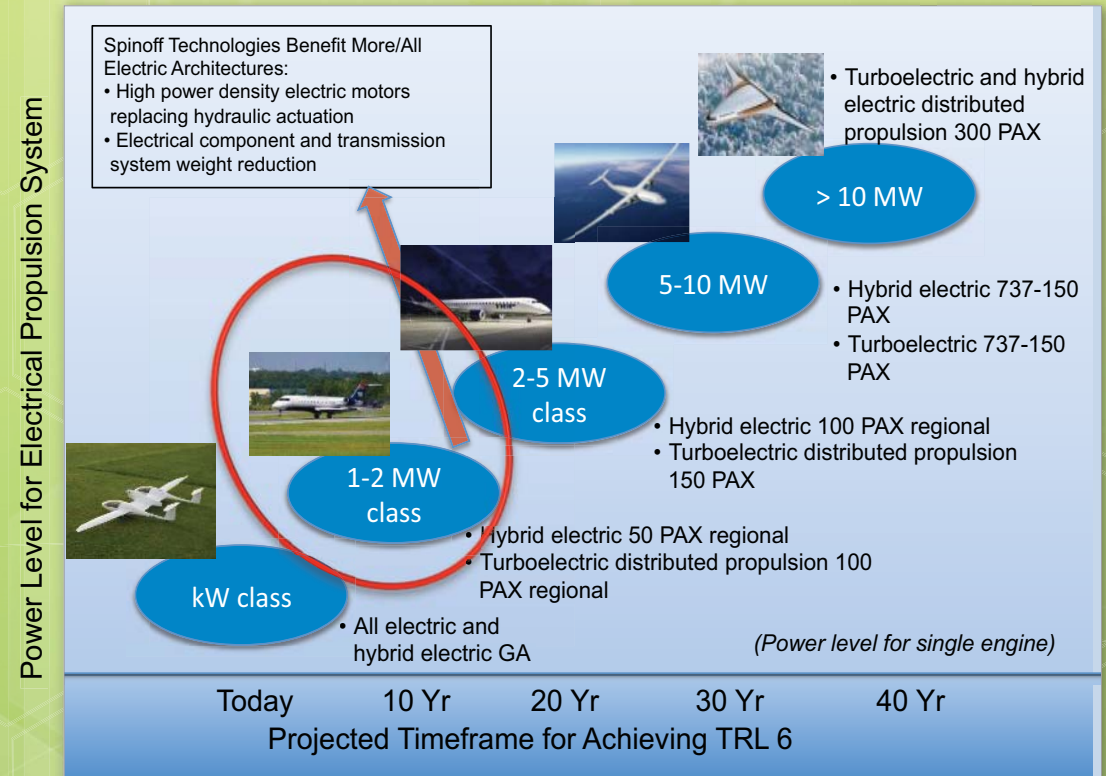 Power Level for Electrical Propulsion System
Spinoff Technologies Benefit More/All
Electric Architectures:
• High power density electric motors
replacing hydraulic actuation
• Electrical component and transmission
system weight reduction
• Turboelectric and hybrid
electric distributed
propulsion 300 PAX
> 10 MW
5-10 MW
• Hybrid electric 737-150
PAX
• Turboelectric 737-150
PAX
2-5 MW
class
• Hybrid electric 100 PAX regional
• Turboelectric distributed propulsion
150 PAX
1-2 MW
class
• Hybrid electric 50 PAX regional
• Turboelectric distributed propulsion 100
PAX regional
kW class
• All electric and
hybrid electric GA
(Power level for single engine)
Today 10 Yr 20 Yr 30 Yr 40 Yr
Projected Timeframe for Achieving TRL 6